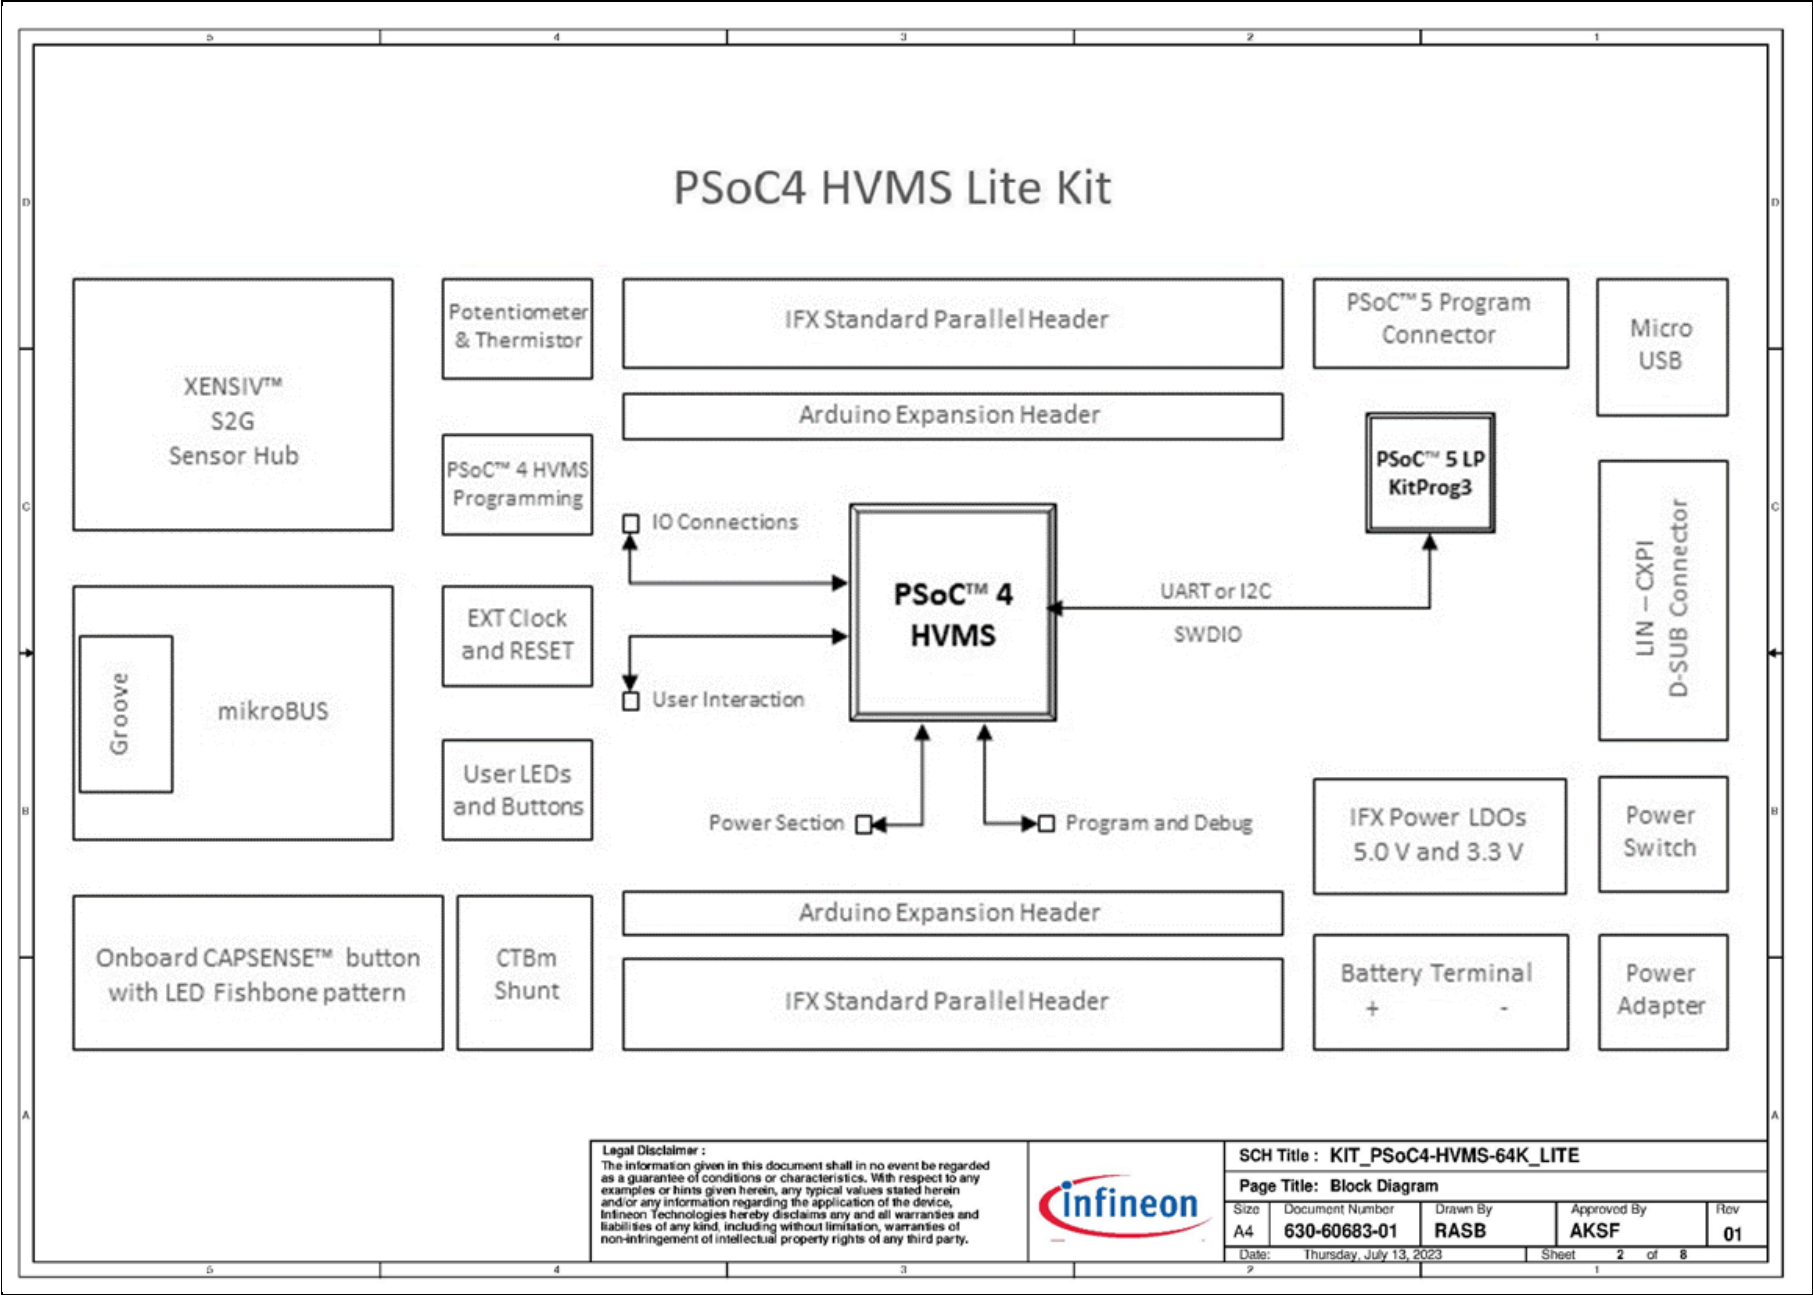 5 4 3 2 1
D D
PSoC4 HVMS Lite Kit
XENSIV™
S2G
Sensor Hub
Potentiometer
& Thermistor
IFX Standard Parallel Header
PSoC™ 5 Program
Connector
Micro
USB
Arduino Expansion Header
PSoC™ 4 HVMS
Programming
PSoC™ 5 LP
KitProg3
C C
IO Connections
LIN – CXPI
D-SUB Connector
PSoC™ 4
HVMS
UART or I2C
SWDIO
EXT Clock
and RESET
Groove
mikroBUS
User Interaction
User LEDs
and Buttons
B B
Power Section
Program and Debug
IFX Power LDOs
5.0 V and 3.3 V
Power
Switch
Onboard CAPSENSE™ button
with LED Fishbone pattern
CTBm
Shunt
Arduino Expansion Header
IFX Standard Parallel Header
Battery Terminal
+ -
Power
Adapter
A A
Legal Disclaimer :
The information given in this document shall in no event be regarded
as a guarantee of conditions or characteristics. With respect to any
examples or hints given herein, any typical values stated herein
and/or any information regarding the application of the device,
Infineon Technologies hereby disclaims any and all warranties and
liabilities of any kind, including without limitation, warranties of
non-infringement of intellectual property rights of any third party.
infineon
SCH Title : KIT_PSoC4-HVMS-64K_LITE
Page Title: Block Diagram
Size Document Number Drawn By Approved By Rev
A4 630-60683-01 RASB AKSF 01
Date: Thursday, July 13, 2023 Sheet 2 of 8
5 4 3 2 1